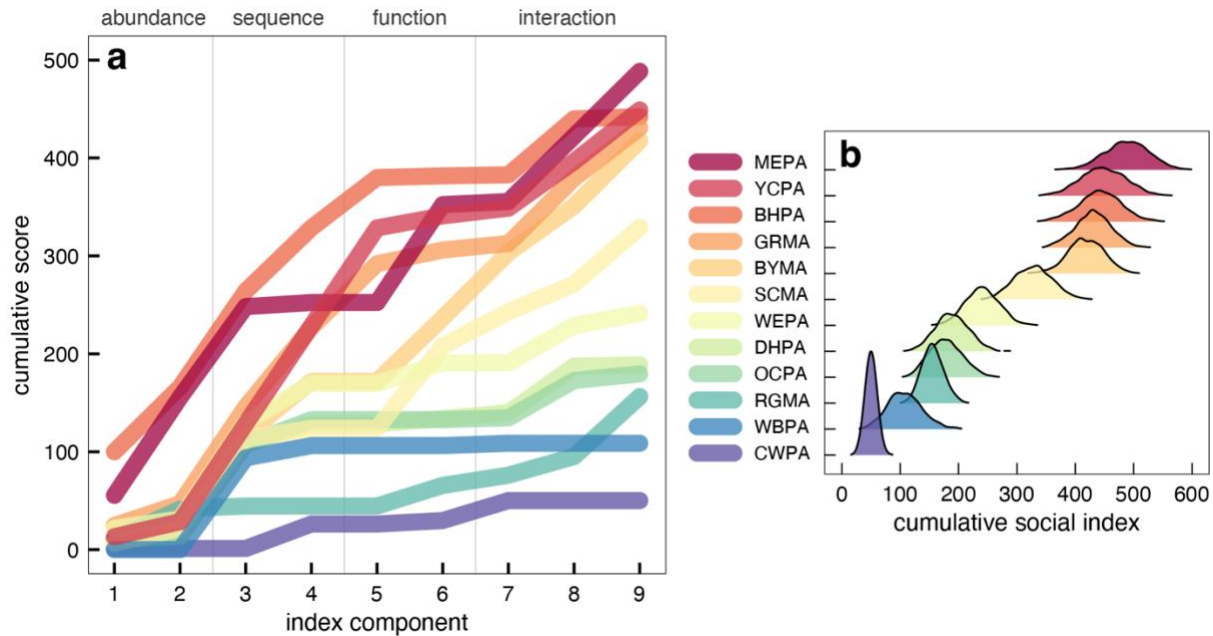 abundance sequence function interaction
a
500
400
300
200
100
0
cumulative score
1 2 3 4 5 6 7 8 9
index component
MEPA
YCPA
BHPA
GRMA
BYMA
SCMA
WEPA
DHPA
OCPA
RGMA
WBPA
CWPA
b
0 100 200 300 400 500 600
cumulative social index